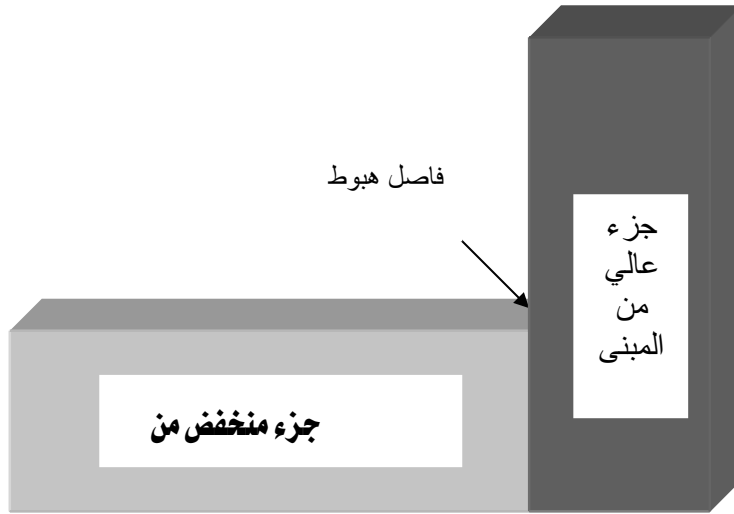 فاصل هبوط
جزء
عالي
من
المبنى
جزء منخفض من